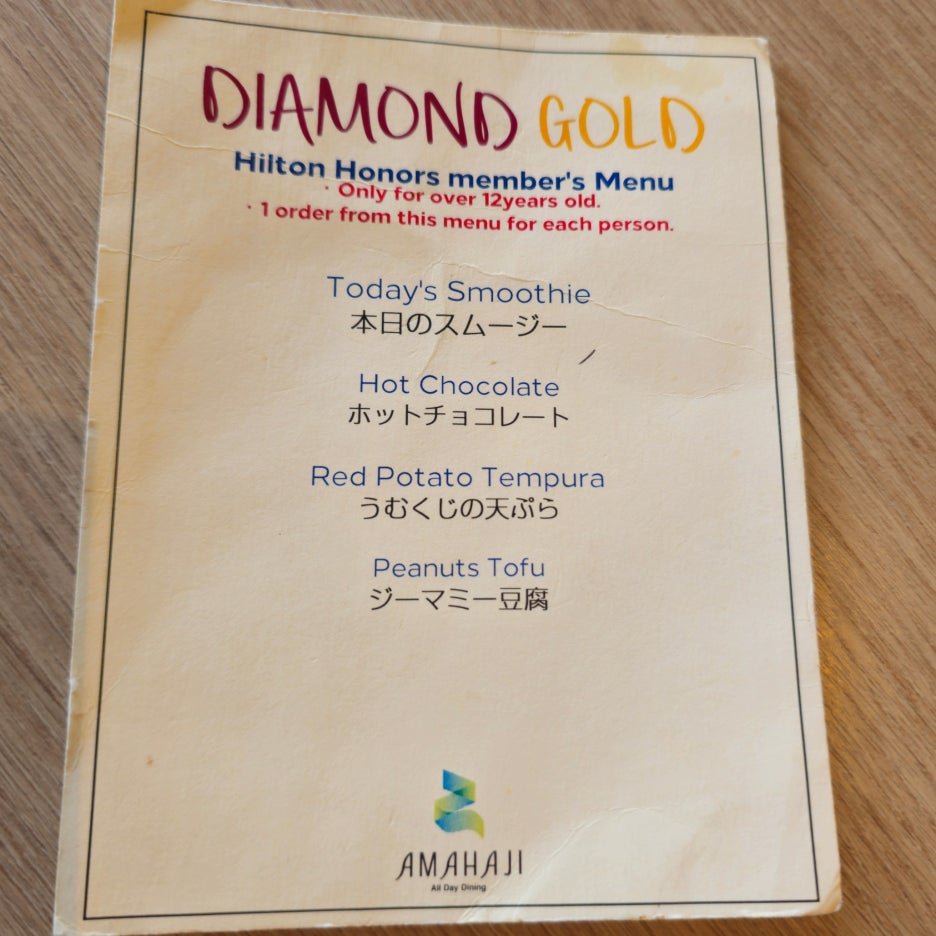 DIAMOND GOLD
Hilton Honors member's Menu
・Only for over 12years old.
・1 order from this menu for each person.
Today's Smoothie
本日のスムージー
Hot Chocolate
ホットチョコレート
Red Potato Tempura
うむくじの天ぷら
Peanuts Tofu
ジーマミー豆腐
AMAHAJI
All Day Dining